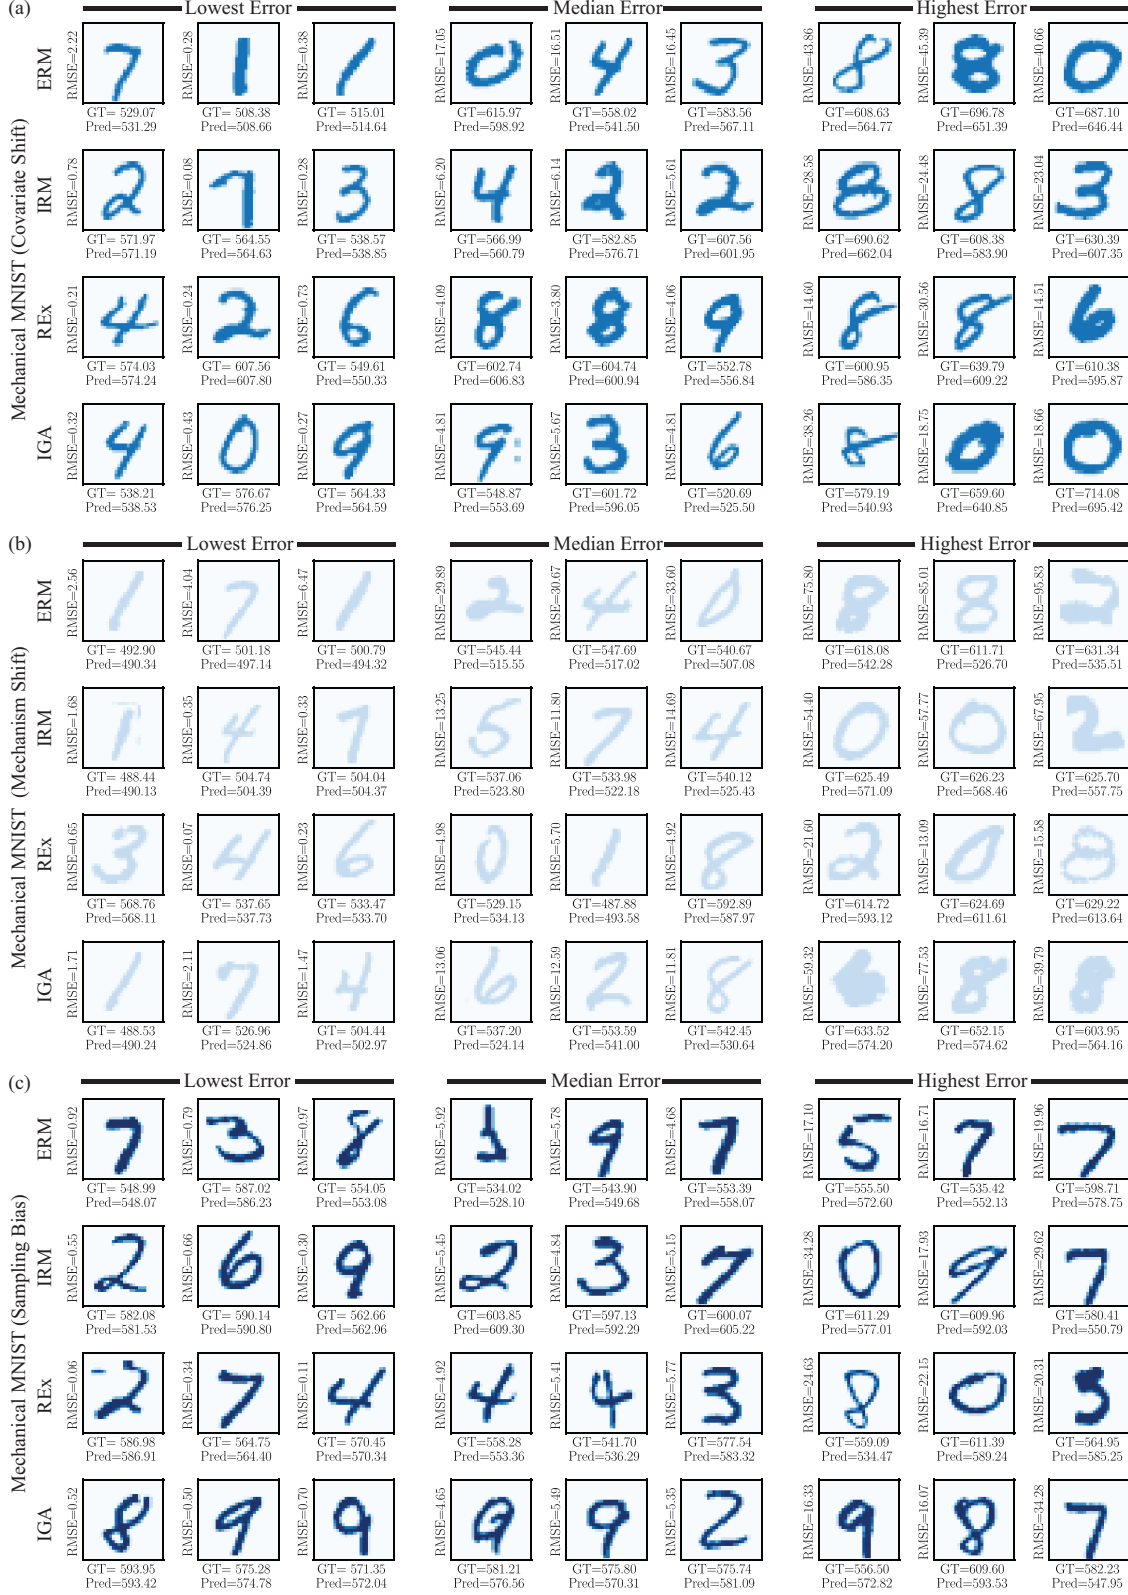 (a) Lowest Error Median Error Highest Error
Mechanical MNIST (Covariate Shift)
ERM
RMSE=2.22 RMSE=0.28 RMSE=0.38 RMSE=17.05 RMSE=16.51 RMSE=16.45 RMSE=43.86 RMSE=45.39 RMSE=40.66
GT= 529.07 GT= 508.38 GT= 515.01 GT=615.97 GT=558.02 GT=583.56 GT=608.63 GT=696.78 GT=687.10
Pred=531.29 Pred=508.66 Pred=514.64 Pred=598.92 Pred=541.50 Pred=567.11 Pred=564.77 Pred=651.39 Pred=646.44
IRM
RMSE=0.78 RMSE=0.08 RMSE=0.28 RMSE=6.20 RMSE=6.14 RMSE=5.61 RMSE=28.58 RMSE=24.48 RMSE=23.04
GT= 571.97 GT= 564.55 GT= 538.57 GT=566.99 GT=582.85 GT=607.56 GT=690.62 GT=608.38 GT=630.39
Pred=571.19 Pred=564.63 Pred=538.85 Pred=560.79 Pred=576.71 Pred=601.95 Pred=662.04 Pred=583.90 Pred=607.35
REx
RMSE=0.21 RMSE=0.24 RMSE=0.73 RMSE=4.09 RMSE=3.80 RMSE=4.06 RMSE=14.60 RMSE=30.56 RMSE=14.51
GT= 574.03 GT= 607.56 GT= 549.61 GT=602.74 GT=604.74 GT=552.78 GT=600.95 GT=639.79 GT=610.38
Pred=574.24 Pred=607.80 Pred=550.33 Pred=606.83 Pred=600.94 Pred=556.84 Pred=586.35 Pred=609.22 Pred=595.87
IGA
RMSE=0.32 RMSE=0.43 RMSE=0.27 RMSE=4.81 RMSE=5.67 RMSE=4.81 RMSE=38.26 RMSE=18.75 RMSE=18.66
GT= 538.21 GT= 576.67 GT= 564.33 GT=548.87 GT=601.72 GT=520.69 GT=579.19 GT=659.60 GT=714.08
Pred=538.53 Pred=576.25 Pred=564.59 Pred=553.69 Pred=596.05 Pred=525.50 Pred=540.93 Pred=640.85 Pred=695.42
(b) Lowest Error Median Error Highest Error
Mechanical MNIST (Mechanism Shift)
ERM
RMSE=2.56 RMSE=4.04 RMSE=6.47 RMSE=29.89 RMSE=30.67 RMSE=33.60 RMSE=75.80 RMSE=85.01 RMSE=95.83
GT= 492.90 GT= 501.18 GT= 500.79 GT=545.44 GT=547.69 GT=540.67 GT=618.08 GT=611.71 GT=631.34
Pred=490.34 Pred=497.14 Pred=494.32 Pred=515.55 Pred=517.02 Pred=507.08 Pred=542.28 Pred=526.70 Pred=535.51
IRM
RMSE=1.68 RMSE=0.35 RMSE=0.33 RMSE=13.25 RMSE=11.80 RMSE=14.69 RMSE=54.40 RMSE=57.77 RMSE=67.95
GT= 488.44 GT= 504.74 GT= 504.04 GT=537.06 GT=533.98 GT=540.12 GT=625.49 GT=626.23 GT=625.70
Pred=490.13 Pred=504.39 Pred=504.37 Pred=523.80 Pred=522.18 Pred=525.43 Pred=571.09 Pred=568.46 Pred=557.75
REx
RMSE=0.65 RMSE=0.07 RMSE=0.23 RMSE=4.98 RMSE=5.70 RMSE=4.92 RMSE=21.60 RMSE=13.09 RMSE=15.58
GT= 568.76 GT= 537.65 GT= 533.47 GT=529.15 GT=487.88 GT=592.89 GT=614.72 GT=624.69 GT=629.22
Pred=568.11 Pred=537.73 Pred=533.70 Pred=534.13 Pred=493.58 Pred=587.97 Pred=593.12 Pred=611.61 Pred=613.64
IGA
RMSE=1.71 RMSE=2.11 RMSE=1.47 RMSE=13.06 RMSE=12.59 RMSE=11.81 RMSE=59.32 RMSE=77.53 RMSE=39.79
GT= 488.53 GT= 526.96 GT= 504.44 GT=537.20 GT=553.59 GT=542.45 GT=633.52 GT=652.15 GT=603.95
Pred=490.24 Pred=524.86 Pred=502.97 Pred=524.14 Pred=541.00 Pred=530.64 Pred=574.20 Pred=574.62 Pred=564.16
(c) Lowest Error Median Error Highest Error
Mechanical MNIST (Sampling Bias)
ERM
RMSE=0.92 RMSE=0.79 RMSE=0.97 RMSE=5.92 RMSE=5.78 RMSE=4.68 RMSE=17.10 RMSE=16.71 RMSE=19.96
GT= 548.99 GT= 587.02 GT= 554.05 GT=534.02 GT=543.90 GT=553.39 GT=555.50 GT=535.42 GT=598.71
Pred=548.07 Pred=586.23 Pred=553.08 Pred=528.10 Pred=549.68 Pred=558.07 Pred=572.60 Pred=552.13 Pred=578.75
IRM
RMSE=0.55 RMSE=0.66 RMSE=0.30 RMSE=5.45 RMSE=4.84 RMSE=5.15 RMSE=34.28 RMSE=17.93 RMSE=29.62
GT= 582.08 GT= 590.14 GT= 562.66 GT=603.85 GT=597.13 GT=600.07 GT=611.29 GT=609.96 GT=580.41
Pred=581.53 Pred=590.80 Pred=562.96 Pred=609.30 Pred=592.29 Pred=605.22 Pred=577.01 Pred=592.03 Pred=550.79
REx
RMSE=0.06 RMSE=0.34 RMSE=0.11 RMSE=4.92 RMSE=5.41 RMSE=5.77 RMSE=24.63 RMSE=22.15 RMSE=20.31
GT= 586.98 GT= 564.75 GT= 570.45 GT=558.28 GT=541.70 GT=577.54 GT=559.09 GT=611.39 GT=564.95
Pred=586.91 Pred=564.40 Pred=570.34 Pred=553.36 Pred=536.29 Pred=583.32 Pred=534.47 Pred=589.24 Pred=585.25
IGA
RMSE=0.52 RMSE=0.50 RMSE=0.70 RMSE=4.65 RMSE=5.49 RMSE=5.35 RMSE=16.33 RMSE=16.07 RMSE=34.28
GT= 593.95 GT= 575.28 GT= 571.35 GT=581.21 GT=575.80 GT=575.74 GT=556.50 GT=609.60 GT=582.23
Pred=593.42 Pred=574.78 Pred=572.04 Pred=576.56 Pred=570.31 Pred=581.09 Pred=572.82 Pred=593.53 Pred=547.95